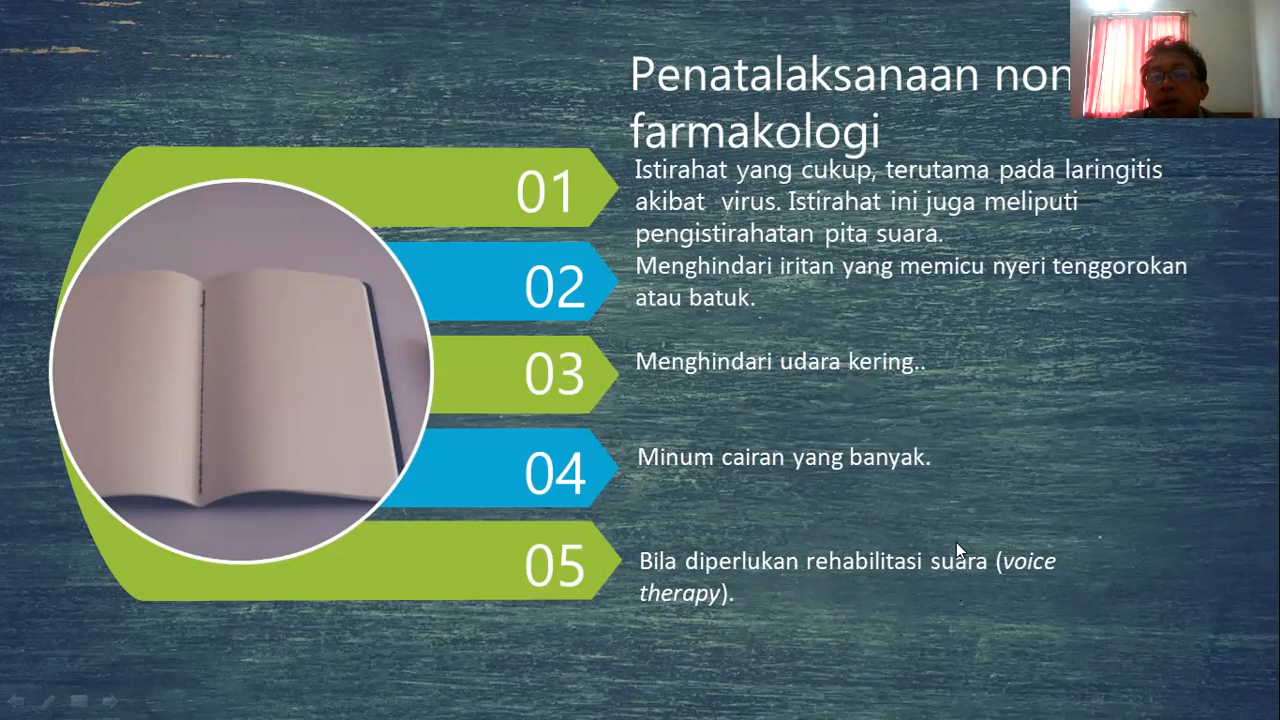 Penatalaksanaan non
farmakologi
01
Istirahat yang cukup, terutama pada laringitis
akibat virus. Istirahat ini juga meliputi
pengistirahatan pita suara.
02
Menghindari iritan yang memicu nyeri tenggorokan
atau batuk.
03
Menghindari udara kering..
04
Minum cairan yang banyak.
05
Bila diperlukan rehabilitasi suara (voice
therapy).